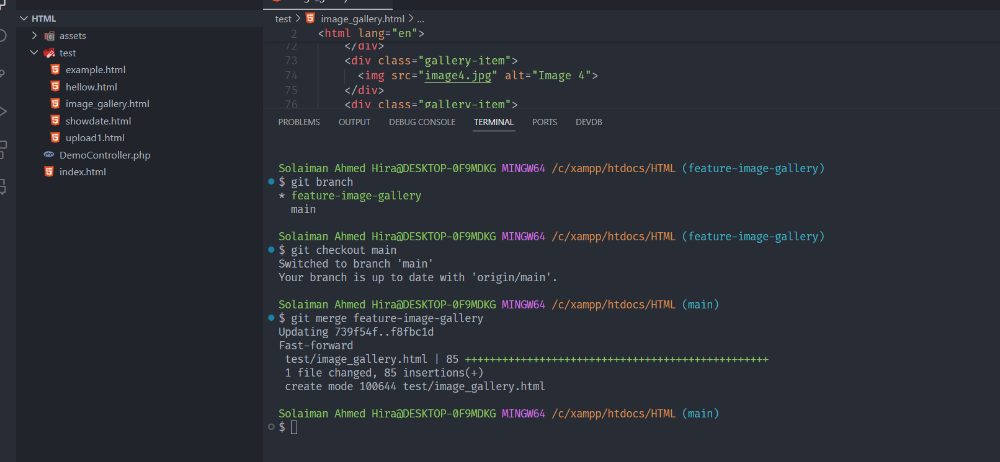 HTML
assets
test
example.html
hellow.html
image_gallery.html
showdate.html
upload1.html
DemoController.php
index.html
test > image_gallery.html > ...
2 <html lang="en">
72 </div>
73 <div class="gallery-item">
74 <img src="image4.jpg" alt="Image 4">
75 </div>
76 <div class="gallery-item">
PROBLEMS OUTPUT DEBUG CONSOLE TERMINAL PORTS DEVDB
Solaiman Ahmed Hira@DESKTOP-0F9MDKG MINGW64 /c/xampp/htdocs/HTML (feature-image-gallery)
$ git branch
* feature-image-gallery
main
Solaiman Ahmed Hira@DESKTOP-0F9MDKG MINGW64 /c/xampp/htdocs/HTML (feature-image-gallery)
$ git checkout main
Switched to branch 'main'
Your branch is up to date with 'origin/main'.
Solaiman Ahmed Hira@DESKTOP-0F9MDKG MINGW64 /c/xampp/htdocs/HTML (main)
$ git merge feature-image-gallery
Updating 739f54f..f8fbc1d
Fast-forward
test/image_gallery.html | 85 +++++++++++++++++++++++++++++++++++++++++++++++++
1 file changed, 85 insertions(+)
create mode 100644 test/image_gallery.html
Solaiman Ahmed Hira@DESKTOP-0F9MDKG MINGW64 /c/xampp/htdocs/HTML (main)
$